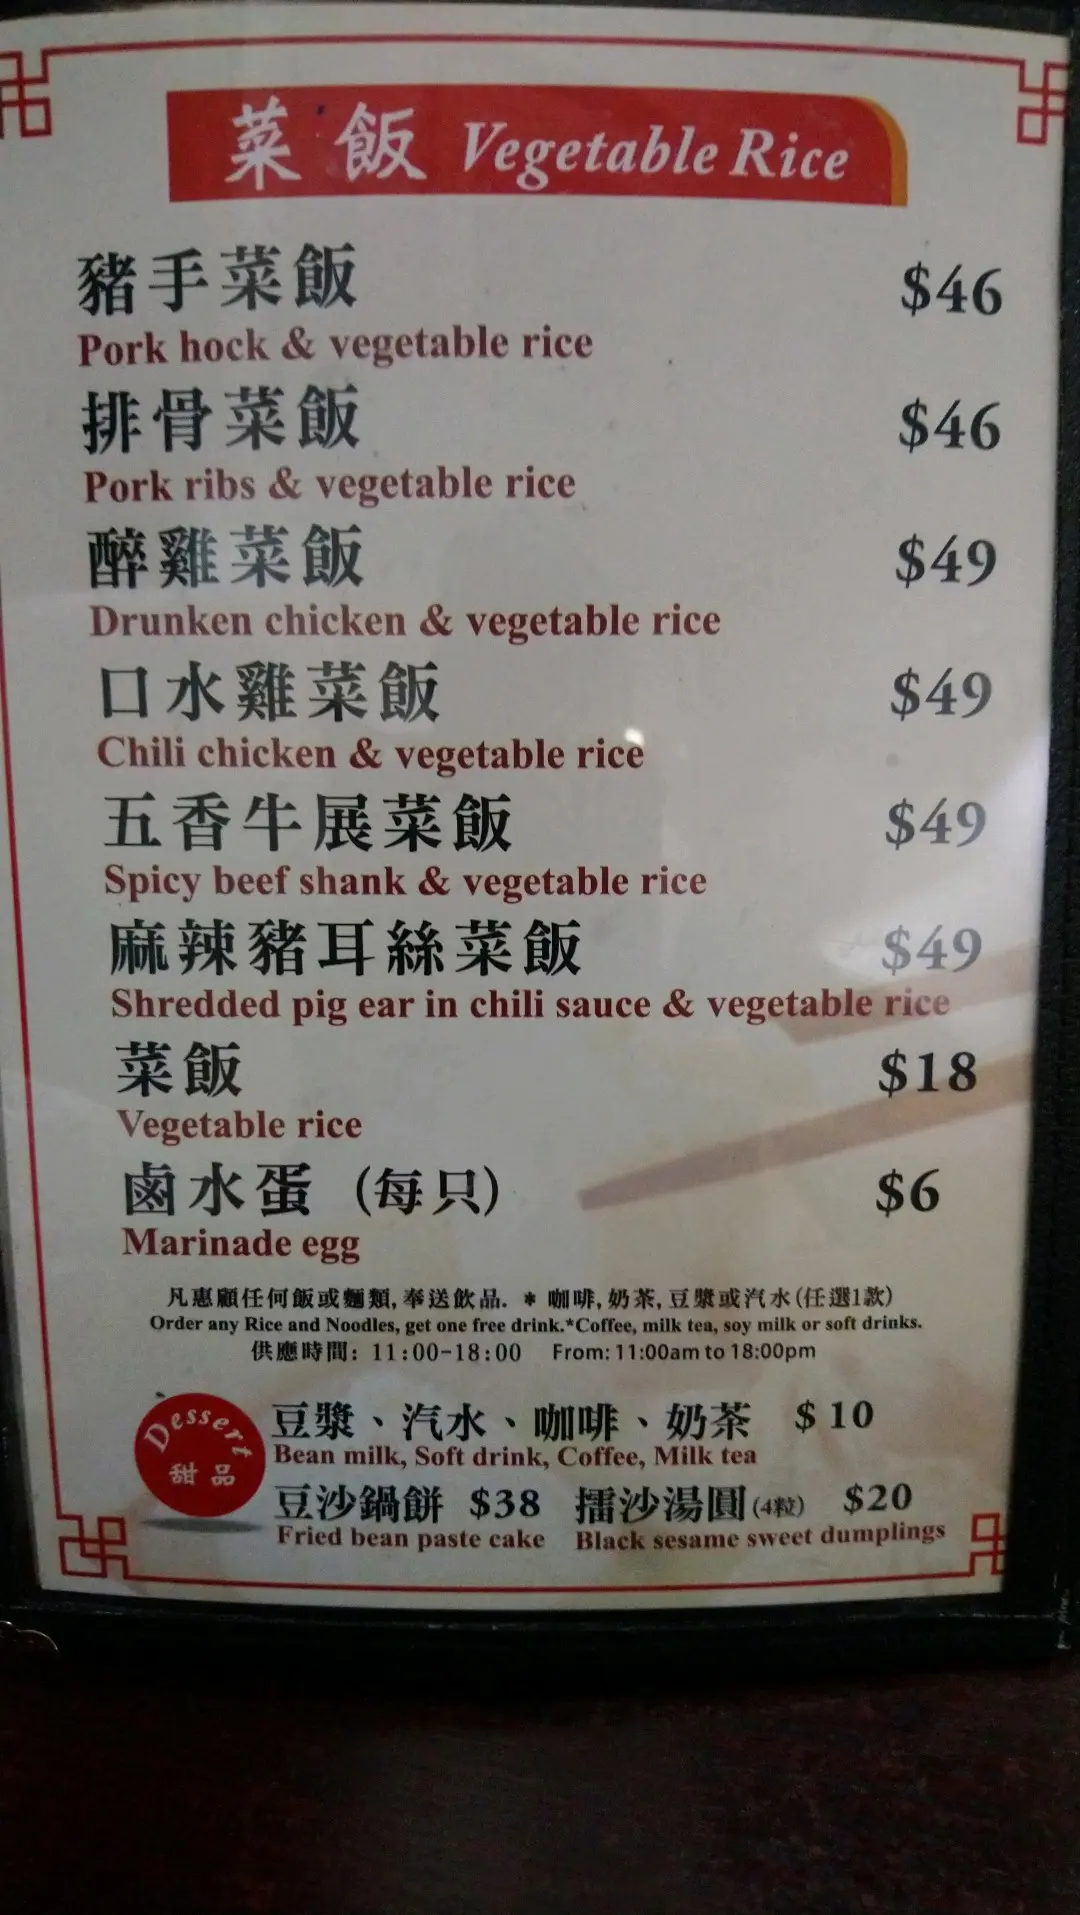 菜飯 Vegetable Rice
豬手菜飯 $46
Pork hock & vegetable rice
排骨菜飯 $46
Pork ribs & vegetable rice
醉雞菜飯 $49
Drunken chicken & vegetable rice
口水雞菜飯 $49
Chili chicken & vegetable rice
五香牛展菜飯 $49
Spicy beef shank & vegetable rice
麻辣豬耳絲菜飯 $49
Shredded pig ear in chili sauce & vegetable rice
菜飯 $18
Vegetable rice
鹵水蛋 (每只) $6
Marinade egg
凡惠顧任何飯或麵類, 奉送飲品. * 咖啡, 奶茶, 豆漿或汽水 (任選1款)
Order any Rice and Noodles, get one free drink.*Coffee, milk tea, soy milk or soft drinks.
供應時間: 11:00-18:00 From: 11:00am to 18:00pm
Dessert
甜品
豆漿、汽水、咖啡、奶茶 $10
Bean milk, Soft drink, Coffee, Milk tea
豆沙鍋餅 $38 擂沙湯圓 (4粒) $20
Fried bean paste cake Black sesame sweet dumplings